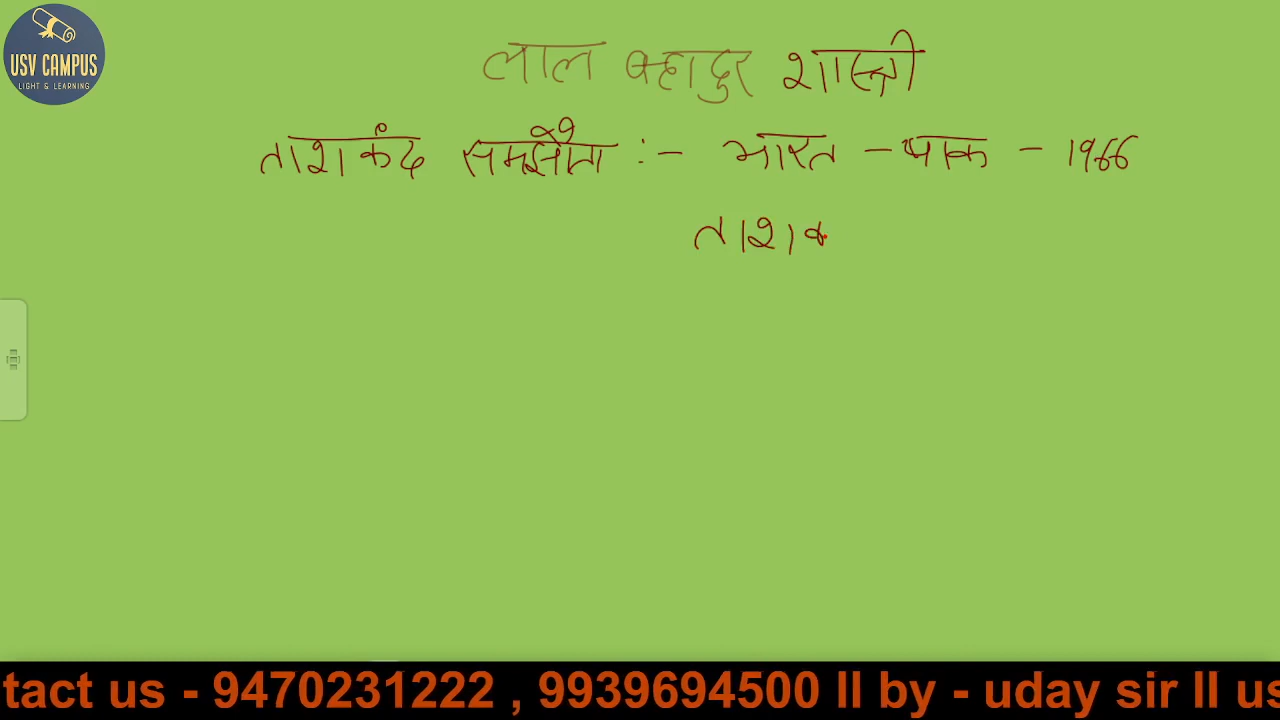 USV CAMPUS
LIGHT & LEARNING
लाल बहादुर शास्त्री
ताशकंद समझौता :- भारत - पाक - 1966
ताश
tact us - 9470231222 , 9939694500 ll by - uday sir ll us